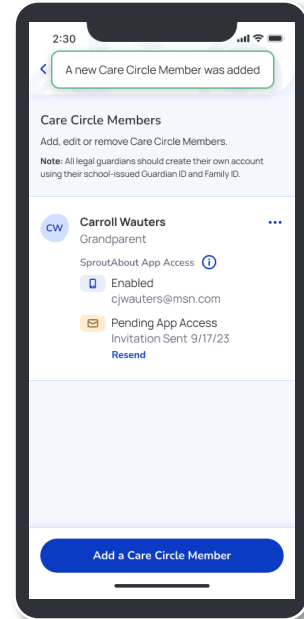 2:30
A new Care Circle Member was added
Care Circle Members
Add, edit or remove Care Circle Members.
Note: All legal guardians should create their own account
using their school-issued Guardian ID and Family ID.
CW
Carroll Wauters
Grandparent
SproutAbout App Access
Enabled
cjwauters@msn.com
Pending App Access
Invitation Sent 9/17/23
Resend
Add a Care Circle Member